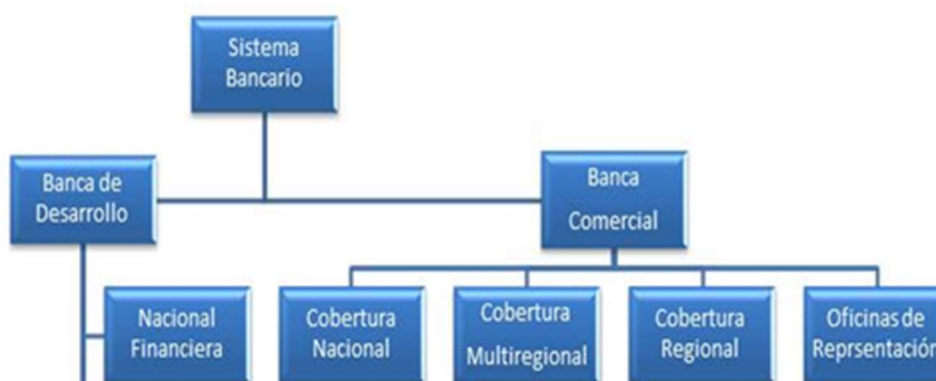 Sistema
Bancario
Banca de
Desarrollo
Banca
Comercial
Nacional
Financiera
Cobertura
Nacional
Cobertura
Multiregional
Cobertura
Regional
Oficinas de
Reprsentación